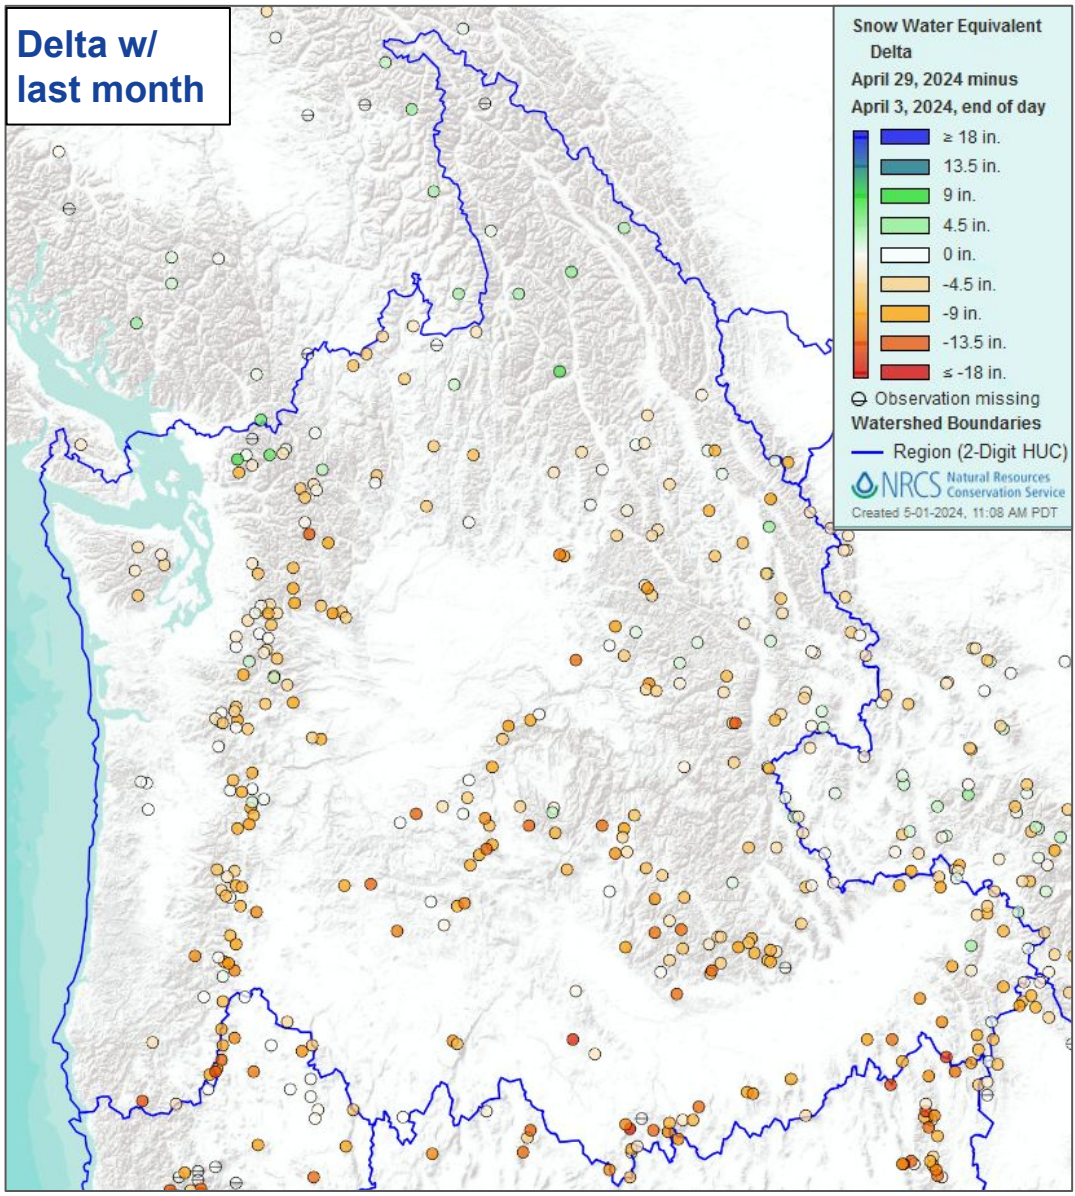 Delta w/
last month
Snow Water Equivalent
Delta
April 29, 2024 minus
April 3, 2024, end of day
≥ 18 in.
13.5 in.
9 in.
4.5 in.
0 in.
-4.5 in.
-9 in.
-13.5 in.
≤ -18 in.
Observation missing
Watershed Boundaries
Region (2-Digit HUC)
NRCS Natural Resources
Conservation Service
Created 5-01-2024, 11:08 AM PDT